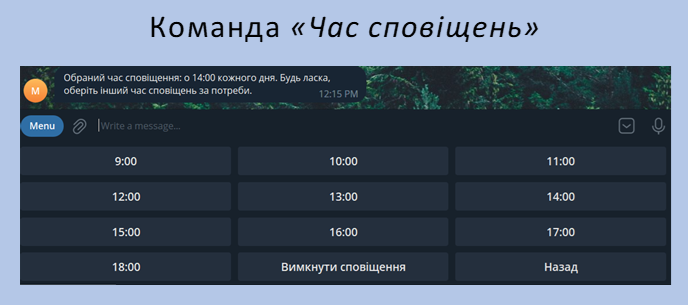 Команда «Час сповіщень»
Обраний час сповіщення: о 14:00 кожного дня. Будь ласка,
оберіть інший час сповіщень за потреби.
12:15 PM
M
Menu
Write a message...
9:00 10:00 11:00
12:00 13:00 14:00
15:00 16:00 17:00
18:00 Вимкнути сповіщення Назад